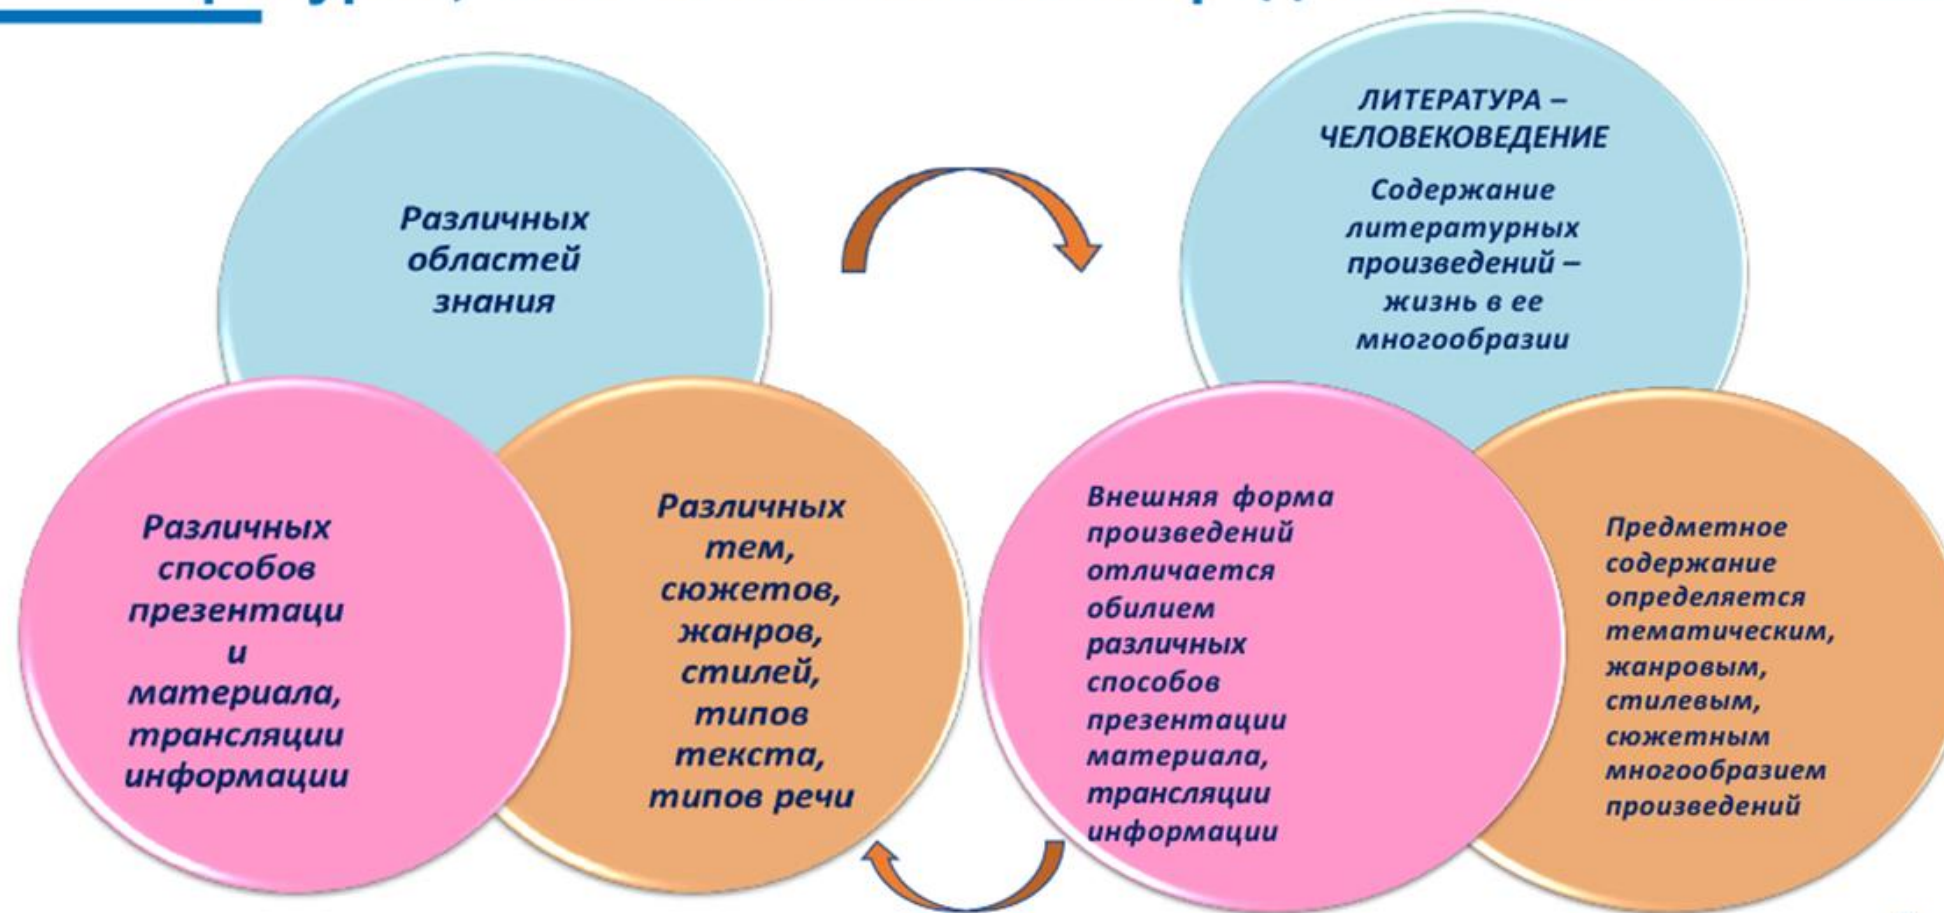 Различных
областей
знания
Различных
способов
презентаци
и
материала,
трансляции
информации
Различных
тем,
сюжетов,
жанров,
стилей,
типов
текста,
типов речи
ЛИТЕРАТУРА –
ЧЕЛОВЕКОВЕДЕНИЕ
Содержание
литературных
произведений –
жизнь в ее
многообразии
Внешняя форма
произведений
отличается
обилием
различных
способов
презентации
материала,
трансляции
информации
Предметное
содержание
определяется
тематическим,
жанровым,
стилевым,
сюжетным
многообразием
произведений